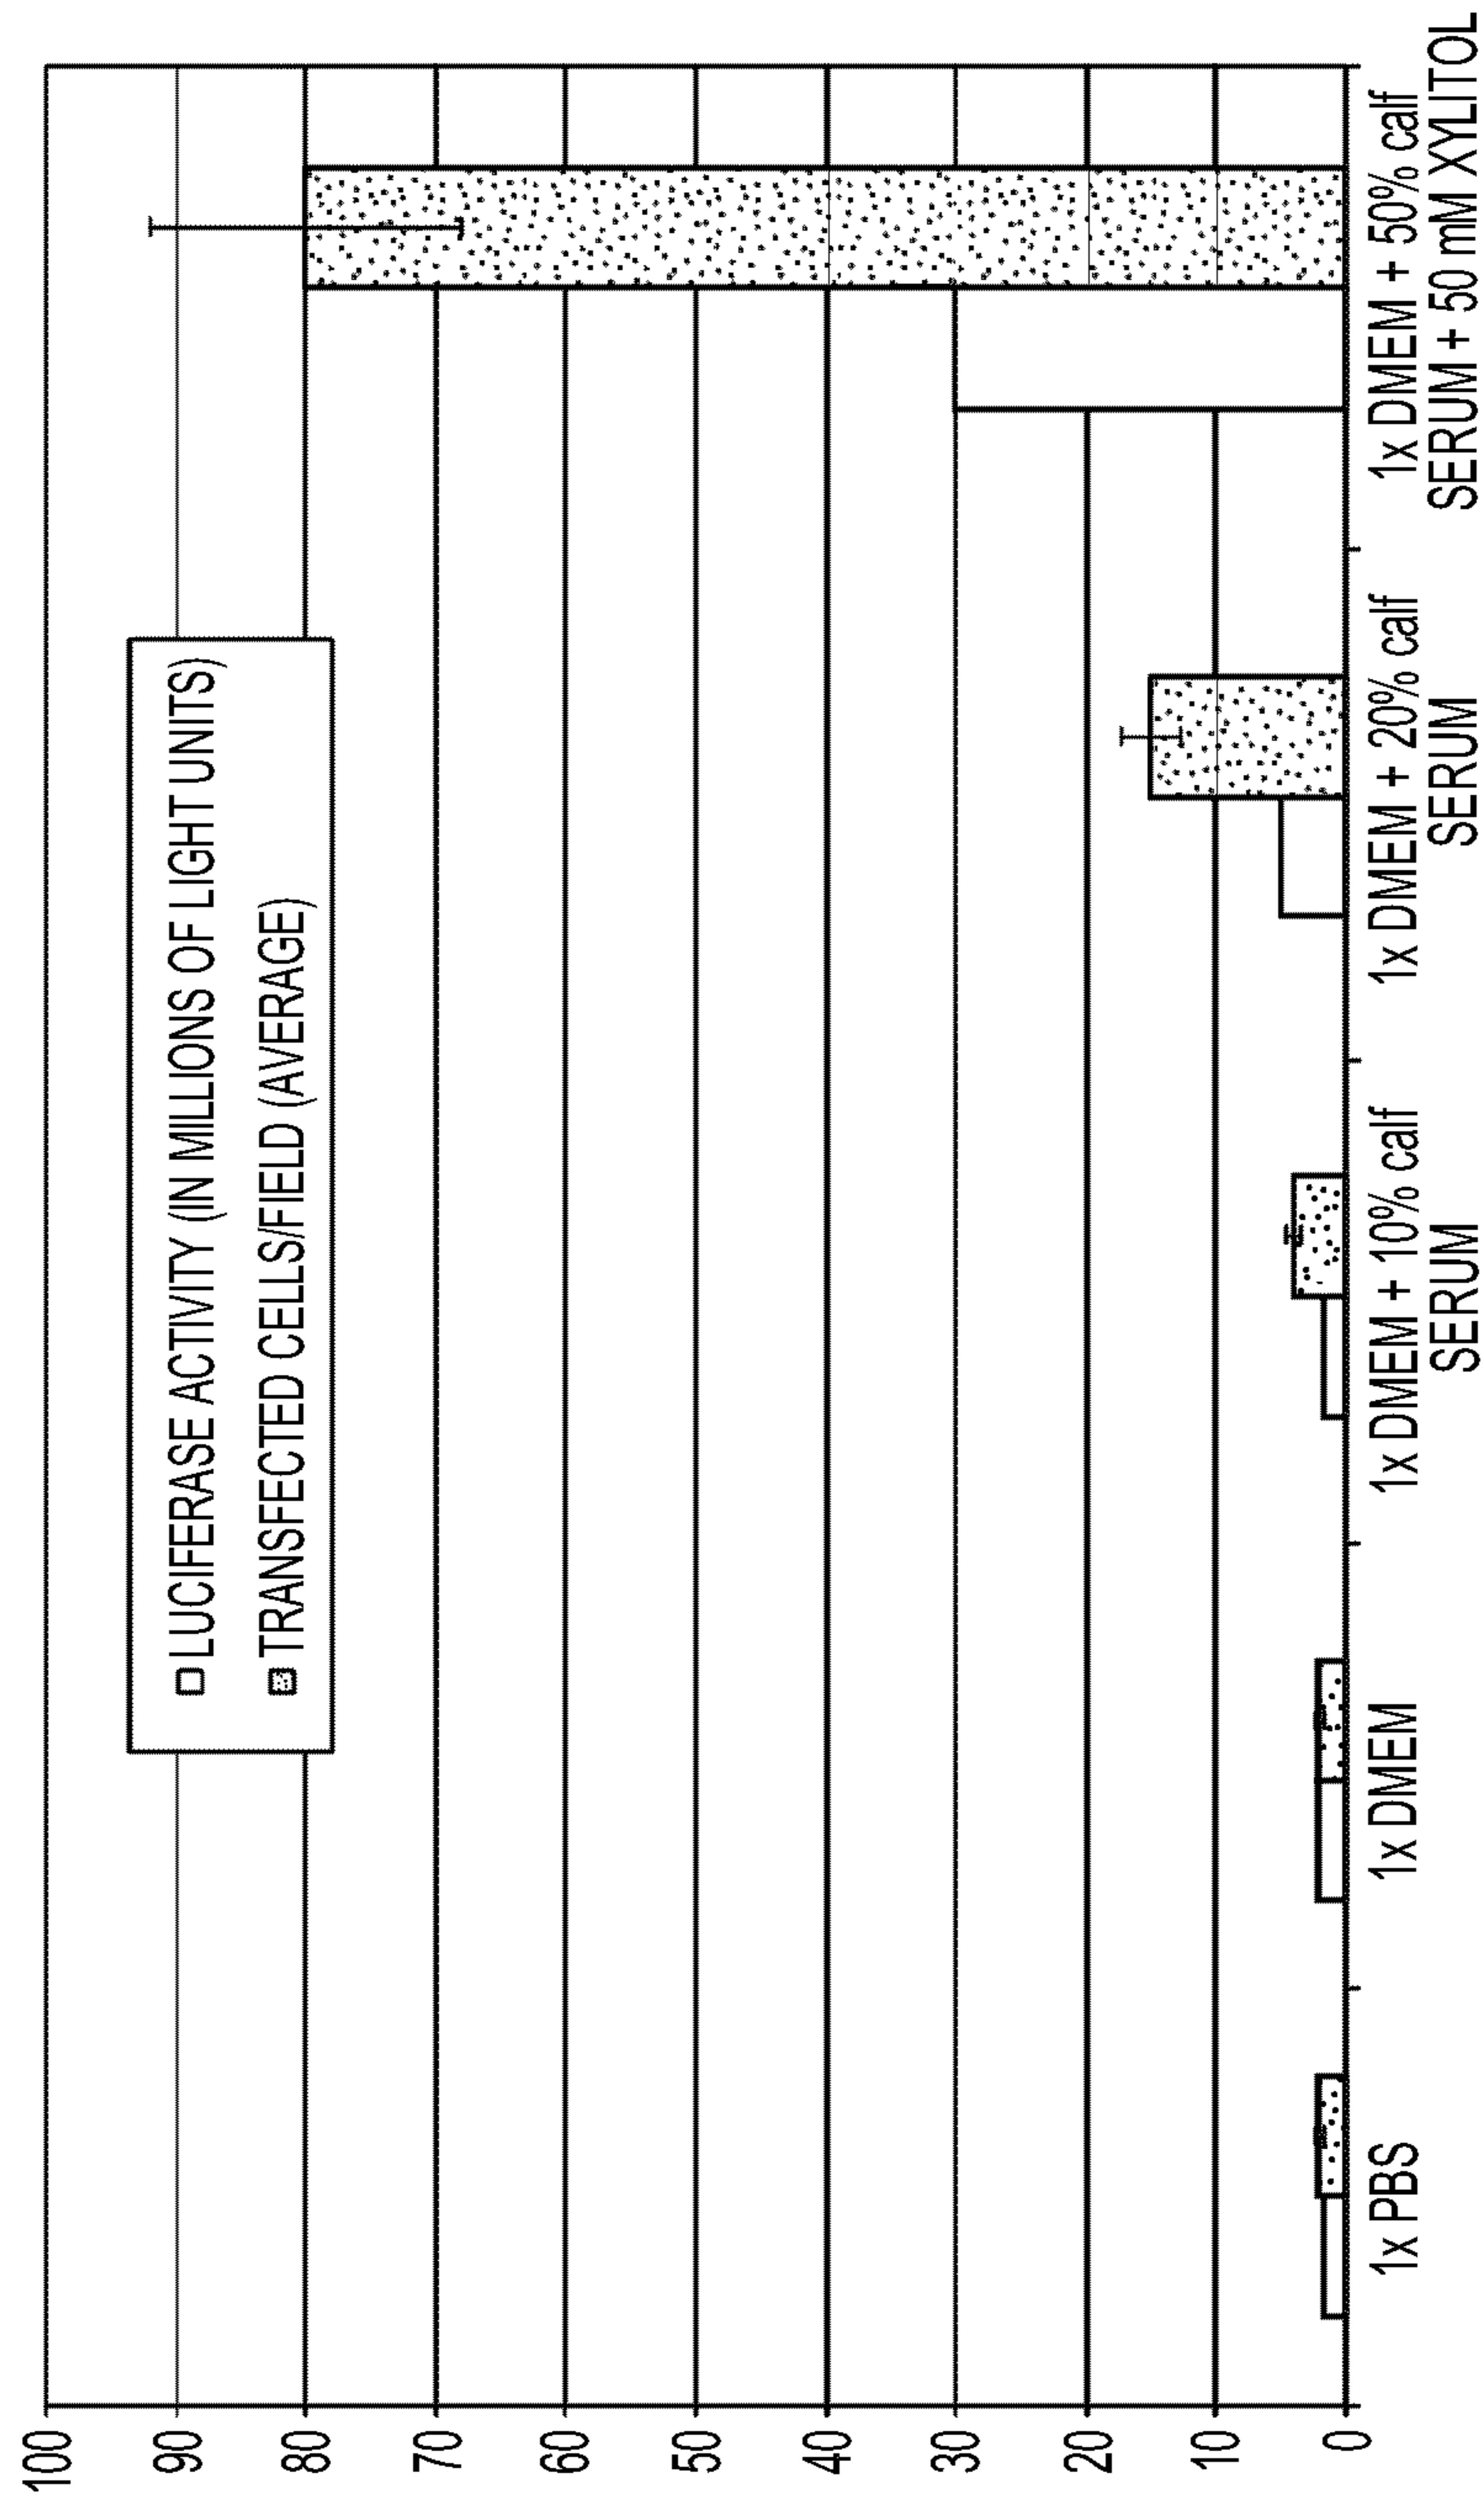 100
90
80
70
60
50
40
30
20
10
0
LUCIFERASE ACTIVITY (IN MILLIONS OF LIGHT UNITS)
TRANSFECTED CELLS/FIELD (AVERAGE)
1x PBS
1x DMEM
1x DMEM + 10% calf
SERUM
1x DMEM + 20% calf
SERUM
1x DMEM + 50% calf
SERUM + 50 mM XYLITOL